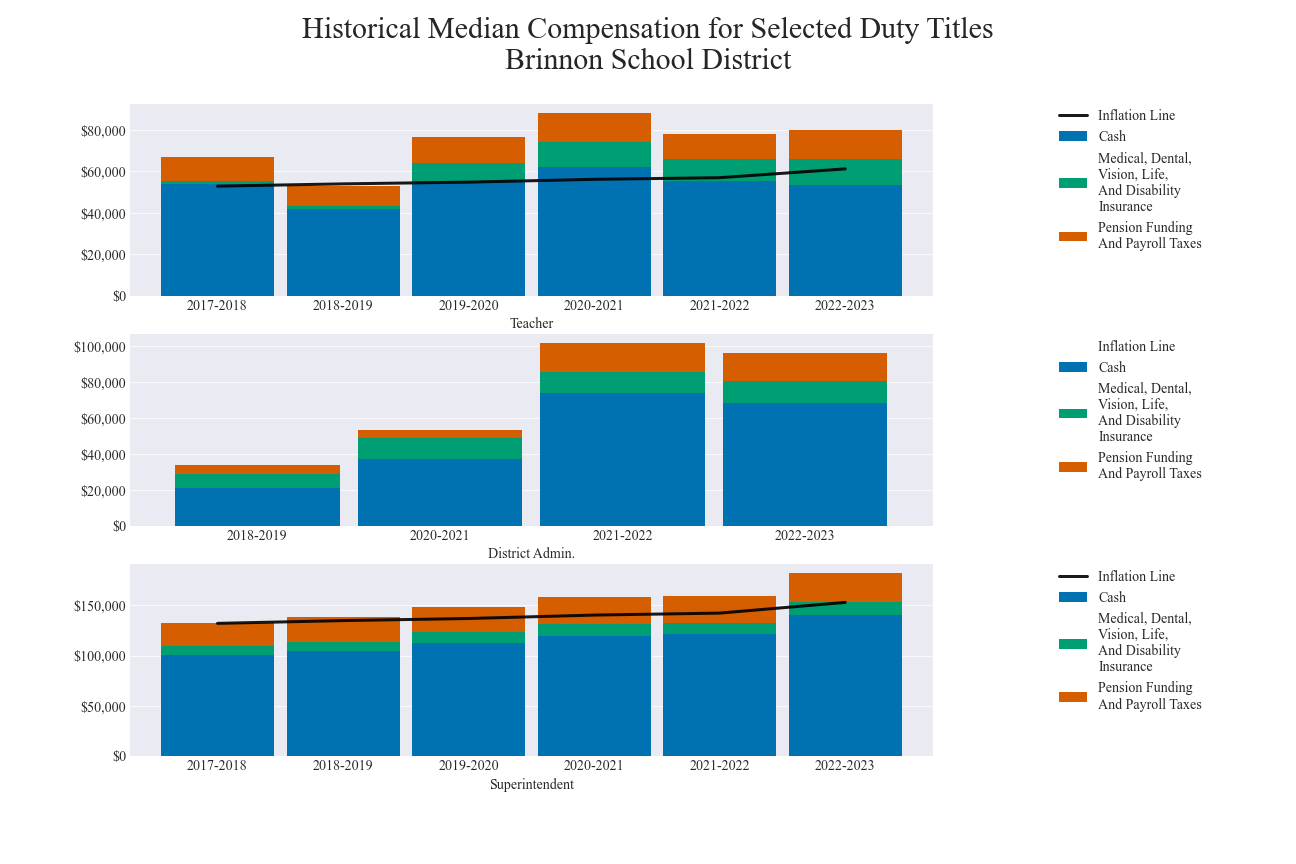 Historical Median Compensation for Selected Duty Titles
Brinnon School District
$80,000
$60,000
$40,000
$20,000
$0
2017-2018 2018-2019 2019-2020 2020-2021 2021-2022 2022-2023
Teacher
Inflation Line
Cash
Medical, Dental,
Vision, Life,
And Disability
Insurance
Pension Funding
And Payroll Taxes
$100,000
$80,000
$60,000
$40,000
$20,000
$0
2018-2019 2020-2021 2021-2022 2022-2023
District Admin.
Inflation Line
Cash
Medical, Dental,
Vision, Life,
And Disability
Insurance
Pension Funding
And Payroll Taxes
$150,000
$100,000
$50,000
$0
2017-2018 2018-2019 2019-2020 2020-2021 2021-2022 2022-2023
Superintendent
Inflation Line
Cash
Medical, Dental,
Vision, Life,
And Disability
Insurance
Pension Funding
And Payroll Taxes